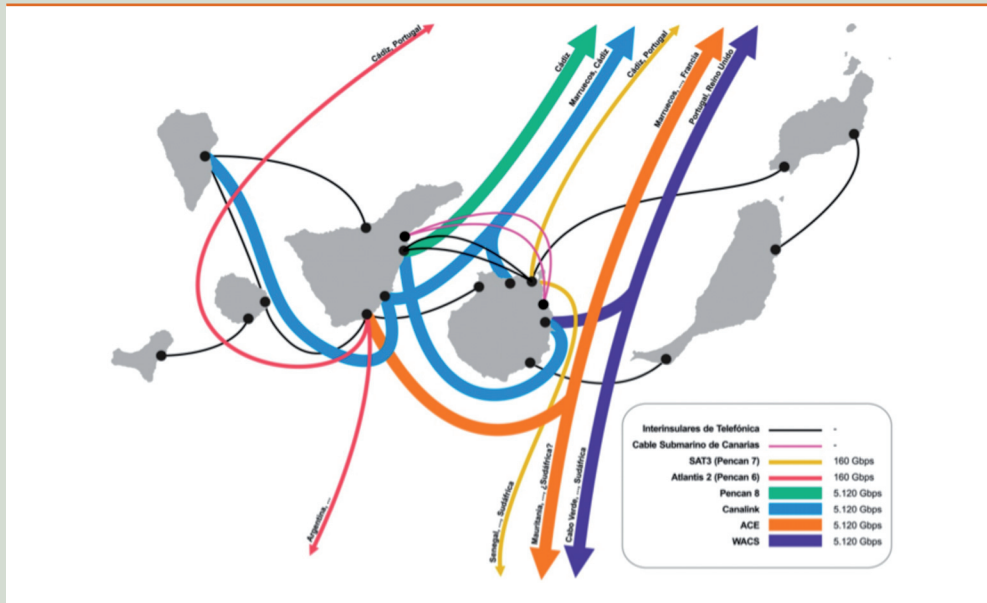 Cádiz, Portugal
Cádiz
Marruecos, Cádiz
Cádiz, Portugal
Marruecos, ... Francia
Portugal, Reino Unido
Argentina, ...
Senegal, ... Sudáfrica
Mauritania, ... ¿Sudáfrica?
Cabo Verde, ... Sudáfrica
Interinsulares de Telefónica -
Cable Submarino de Canarias -
SAT3 (Pencan 7) 160 Gbps
Atlantis 2 (Pencan 6) 160 Gbps
Pencan 8 5.120 Gbps
Canalink 5.120 Gbps
ACE 5.120 Gbps
WACS 5.120 Gbps